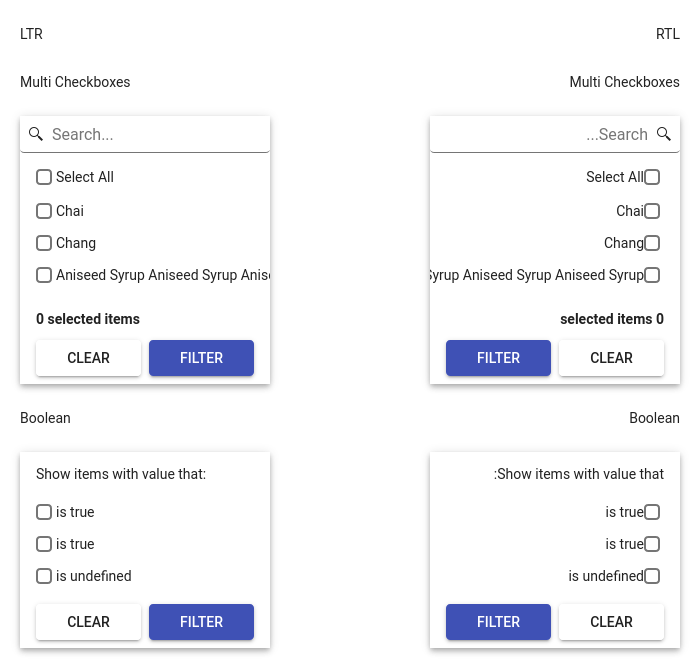 LTR
RTL
Multi Checkboxes
Multi Checkboxes
Search...
...Search
Select All
Select All
Chai
Chai
Chang
Chang
Aniseed Syrup Aniseed Syrup
Syrup Aniseed Syrup Aniseed Syrup
0 selected items
selected items 0
CLEAR
FILTER
FILTER
CLEAR
Boolean
Boolean
Show items with value that:
:Show items with value that
is true
is true
is true
is true
is undefined
is undefined
CLEAR
FILTER
FILTER
CLEAR